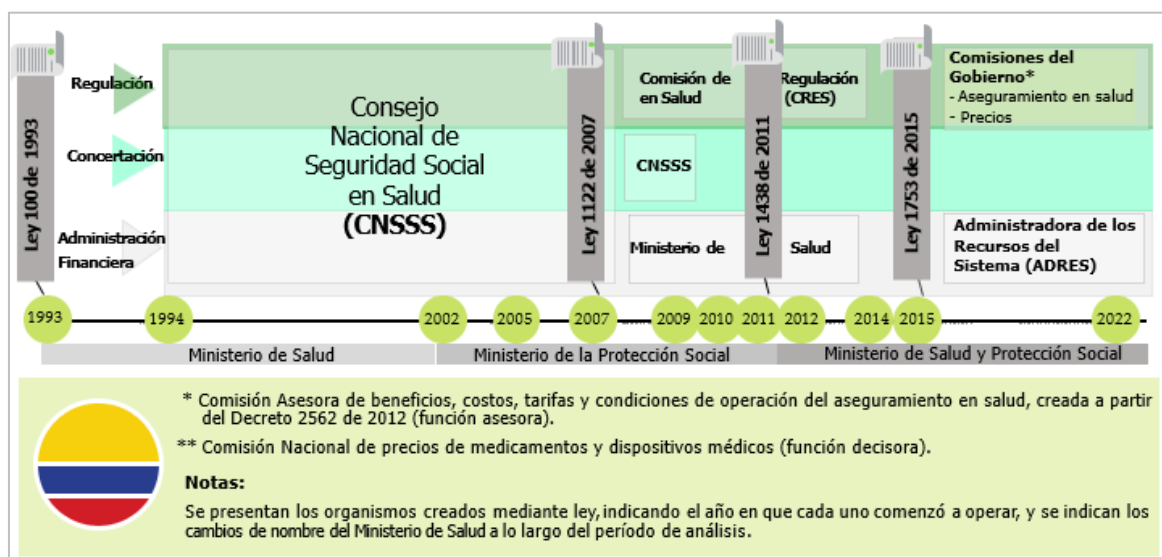 Regulación
Concertación
Administración
Financiera
Ley 100 de 1993
Consejo
Nacional de
Seguridad Social
en Salud
(CNSSS)
Ley 1122 de 2007
Comisión de Regulación
en Salud (CRES)
CNSSS
Ministerio de Salud
Ley 1438 de 2011
Ley 1753 de 2015
Comisiones del
Gobierno*
- Aseguramiento en salud
- Precios
Administradora de los
Recursos del
Sistema (ADRES)
1993 1994 2002 2005 2007 2009 2010 2011 2012 2014 2015 2022
Ministerio de Salud Ministerio de la Protección Social Ministerio de Salud y Protección Social
* Comisión Asesora de beneficios, costos, tarifas y condiciones de operación del aseguramiento en salud, creada a partir
del Decreto 2562 de 2012 (función asesora).
** Comisión Nacional de precios de medicamentos y dispositivos médicos (función decisora).
Notas:
Se presentan los organismos creados mediante ley, indicando el año en que cada uno comenzó a operar, y se indican los
cambios de nombre del Ministerio de Salud a lo largo del período de análisis.